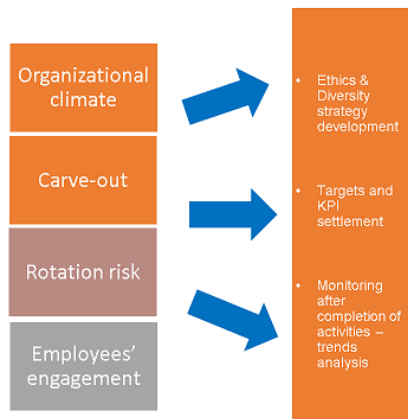 Organizational
climate
Carve-out
Rotation risk
Employees'
engagement
• Ethics &
Diversity
strategy
development
• Targets and
KPI
settlement
• Monitoring
after
completion of
activities –
trends
analysis